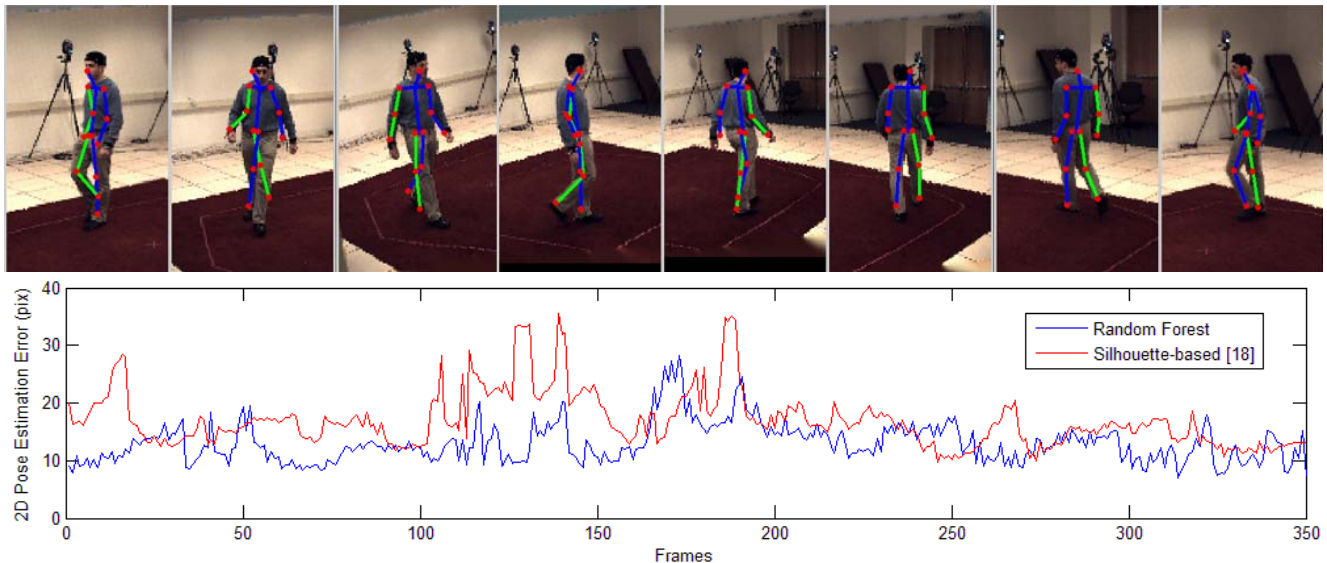 40
30
20
10
0
2D Pose Estimation Error (pix)
Random Forest
Silhouette-based [18]
0 50 100 150 200 250 300 350
Frames